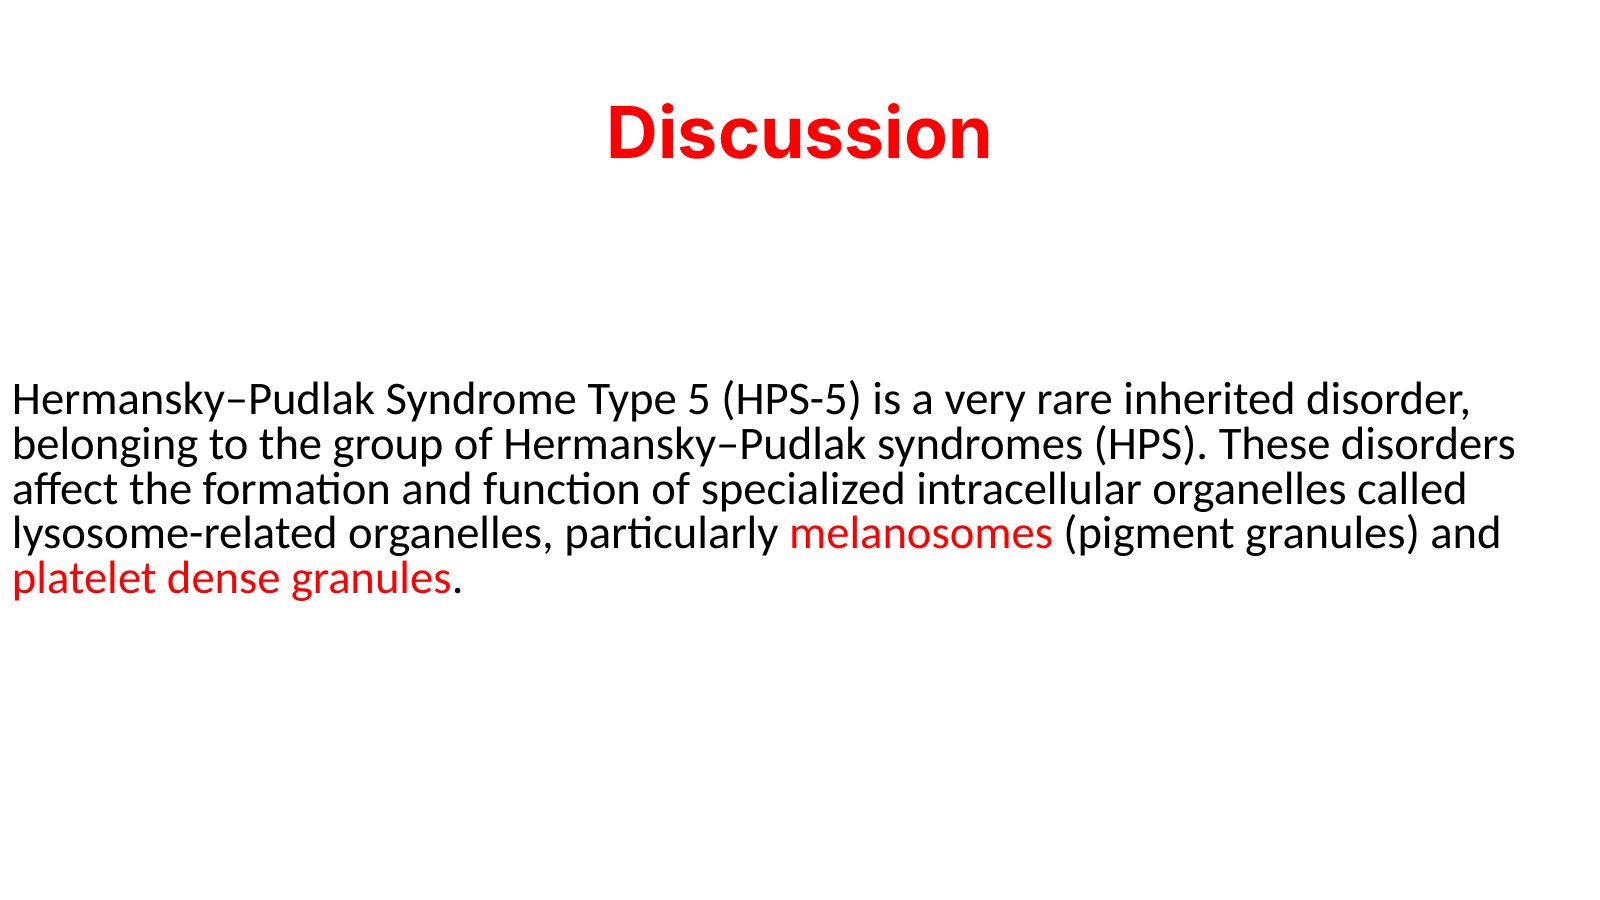 Discussion
Hermansky–Pudlak Syndrome Type 5 (HPS-5) is a very rare inherited disorder,
belonging to the group of Hermansky–Pudlak syndromes (HPS). These disorders
affect the formation and function of specialized intracellular organelles called
lysosome-related organelles, particularly melanosomes (pigment granules) and
platelet dense granules.